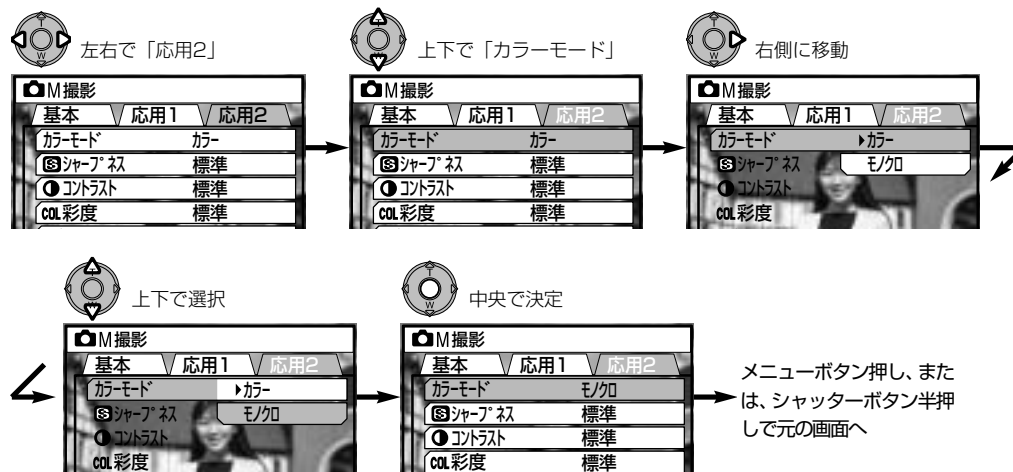 左右で「応用2」
M撮影
基本 応用1 応用2
カラーモード カラー
Sシャープネス 標準
コントラスト 標準
COL彩度 標準
上下で「カラーモード」
M撮影
基本 応用1 応用2
カラーモード カラー
Sシャープネス 標準
コントラスト 標準
COL彩度 標準
右側に移動
M撮影
基本 応用1 応用2
カラーモード カラー
Sシャープネス モノクロ
コントラスト
COL彩度
上下で選択
M撮影
基本 応用1 応用2
カラーモード カラー
Sシャープネス モノクロ
コントラスト
COL彩度
中央で決定
M撮影
基本 応用1 応用2
カラーモード モノクロ
Sシャープネス 標準
コントラスト 標準
COL彩度 標準
メニューボタン押し、また
は、シャッターボタン半押
しで元の画面へ